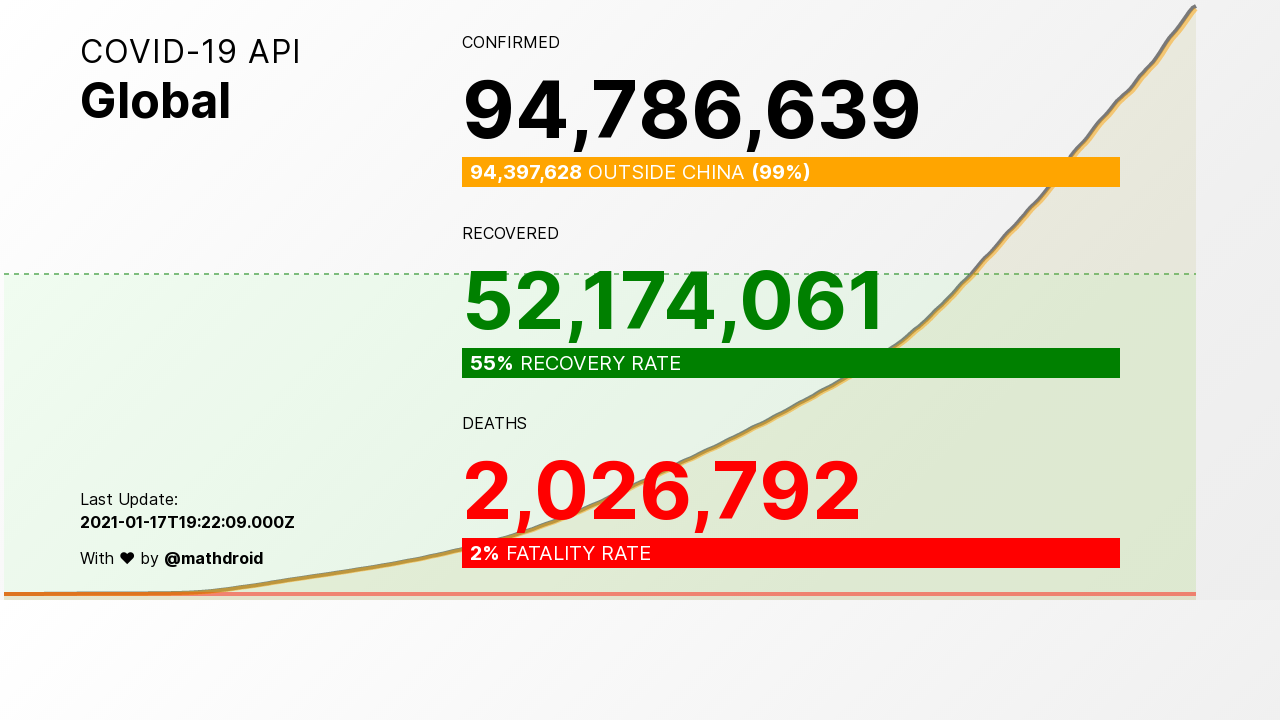 COVID-19 API
Global
CONFIRMED
94,786,639
94,397,628 OUTSIDE CHINA (99%)
RECOVERED
52,174,061
55% RECOVERY RATE
DEATHS
2,026,792
2% FATALITY RATE
Last Update:
2021-01-17T19:22:09.000Z
With ♥ by @mathdroid